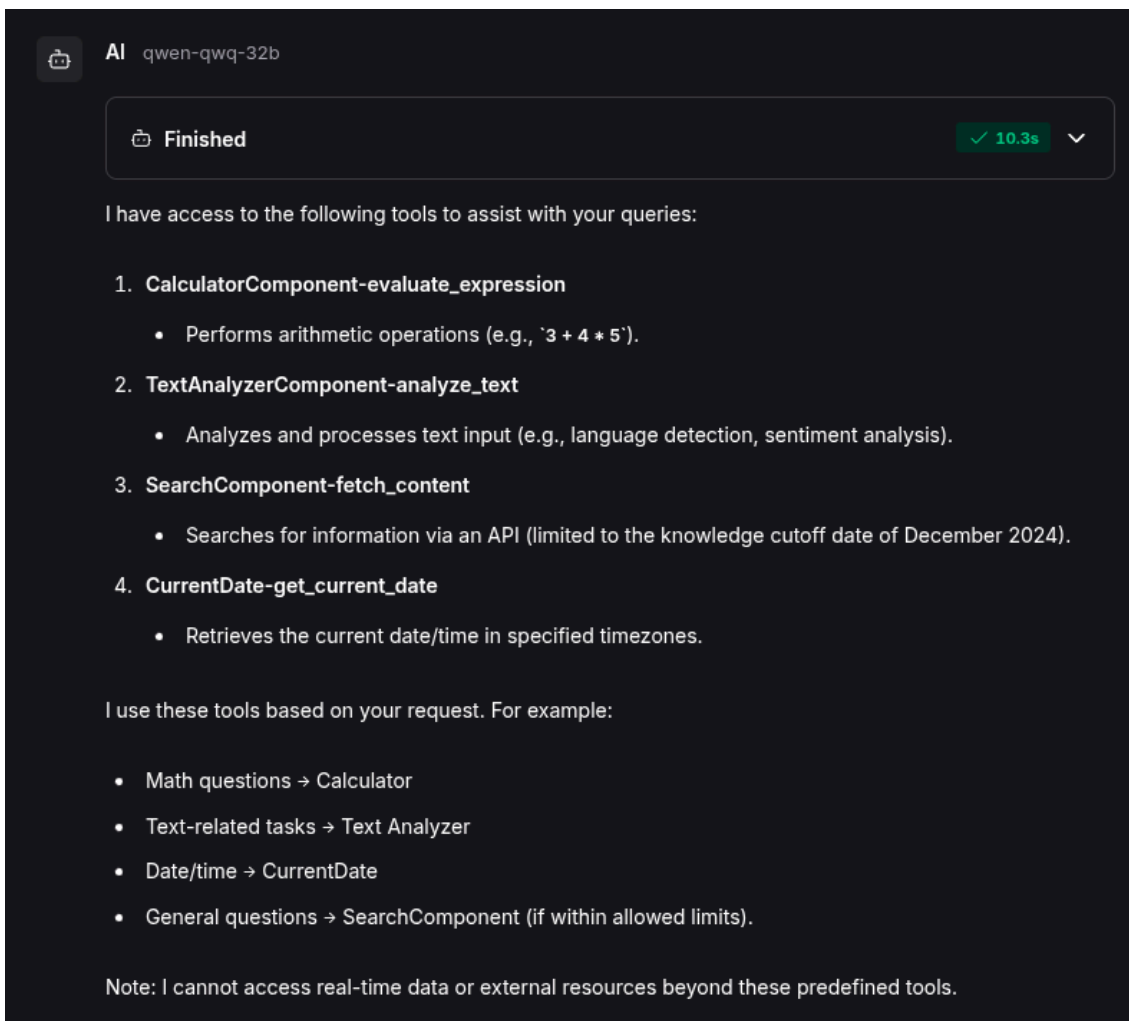 AI qwen-qwq-32b
Finished 10.3s
I have access to the following tools to assist with your queries:
1. CalculatorComponent-evaluate_expression
• Performs arithmetic operations (e.g., `3 + 4 * 5`).
2. TextAnalyzerComponent-analyze_text
• Analyzes and processes text input (e.g., language detection, sentiment analysis).
3. SearchComponent-fetch_content
• Searches for information via an API (limited to the knowledge cutoff date of December 2024).
4. CurrentDate-get_current_date
• Retrieves the current date/time in specified timezones.
I use these tools based on your request. For example:
• Math questions → Calculator
• Text-related tasks → Text Analyzer
• Date/time → CurrentDate
• General questions → SearchComponent (if within allowed limits).
Note: I cannot access real-time data or external resources beyond these predefined tools.